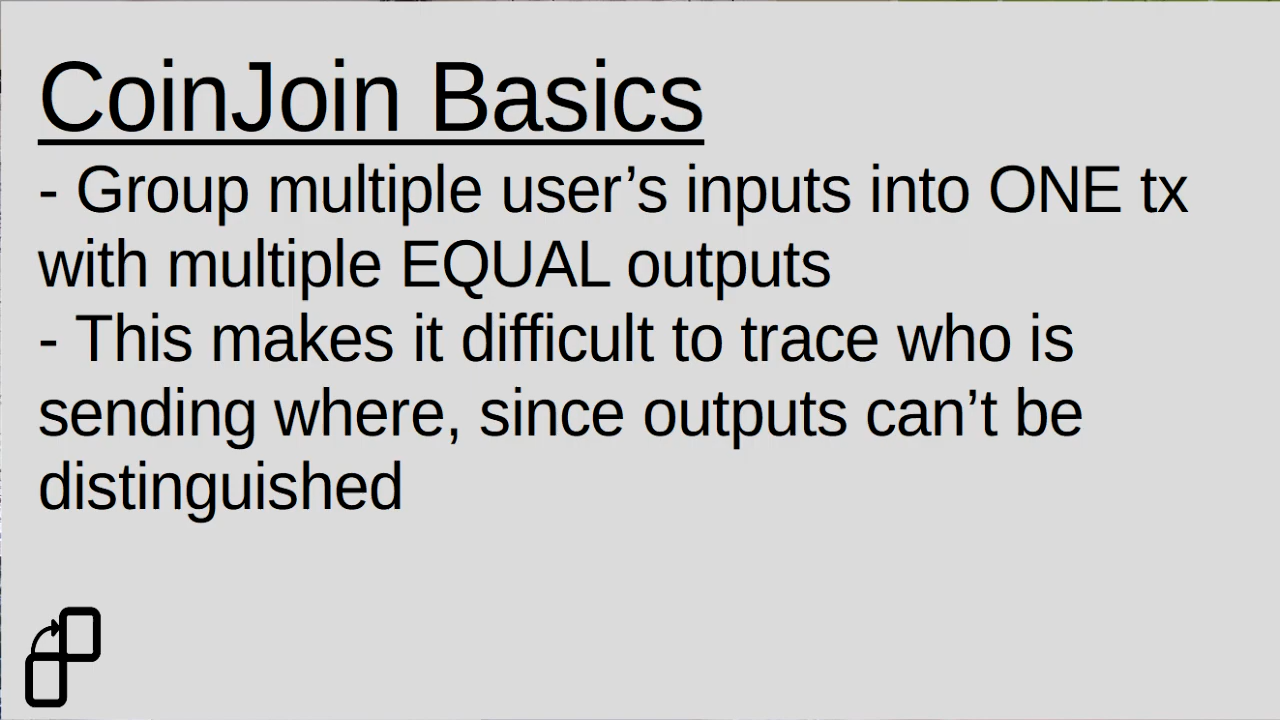 CoinJoin Basics
- Group multiple user’s inputs into ONE tx
with multiple EQUAL outputs
- This makes it difficult to trace who is
sending where, since outputs can’t be
distinguished